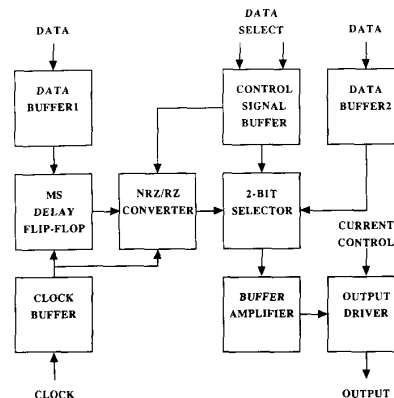 DATA
DATA
SELECT
DATA
DATA
BUFFER1
CONTROL
SIGNAL
BUFFER
DATA
BUFFER2
MS
DELAY
FLIP-FLOP
NRZ/RZ
CONVERTER
2-BIT
SELECTOR
CURRENT
CONTROL
CLOCK
BUFFER
BUFFER
AMPLIFIER
OUTPUT
DRIVER
CLOCK
OUTPUT